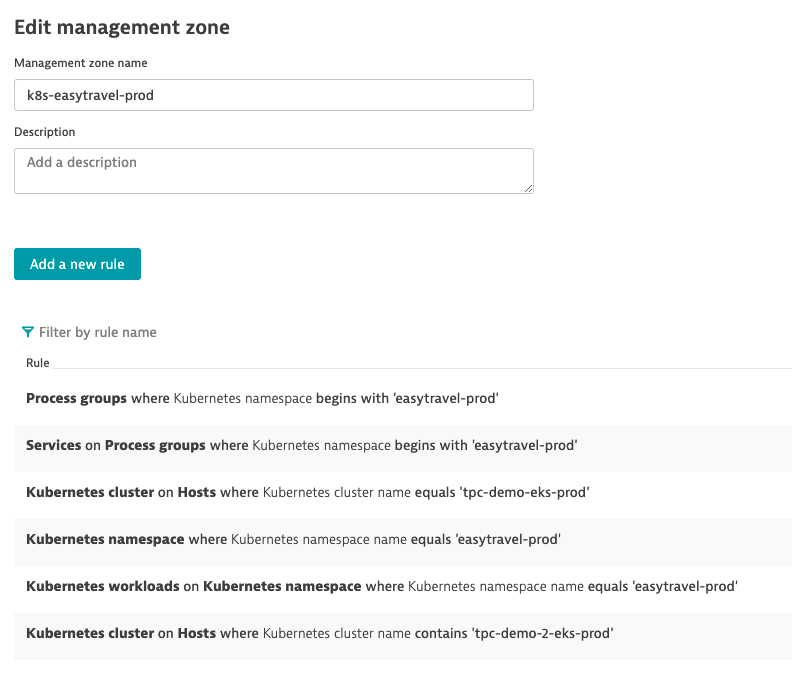 Edit management zone
Management zone name
k8s-easytravel-prod
Description
Add a description
Add a new rule
Filter by rule name
Rule
Process groups where Kubernetes namespace begins with 'easytravel-prod'
Services on Process groups where Kubernetes namespace begins with 'easytravel-prod'
Kubernetes cluster on Hosts where Kubernetes cluster name equals 'tpc-demo-eks-prod'
Kubernetes namespace where Kubernetes namespace name equals 'easytravel-prod'
Kubernetes workloads on Kubernetes namespace where Kubernetes namespace name equals 'easytravel-prod'
Kubernetes cluster on Hosts where Kubernetes cluster name contains 'tpc-demo-2-eks-prod'